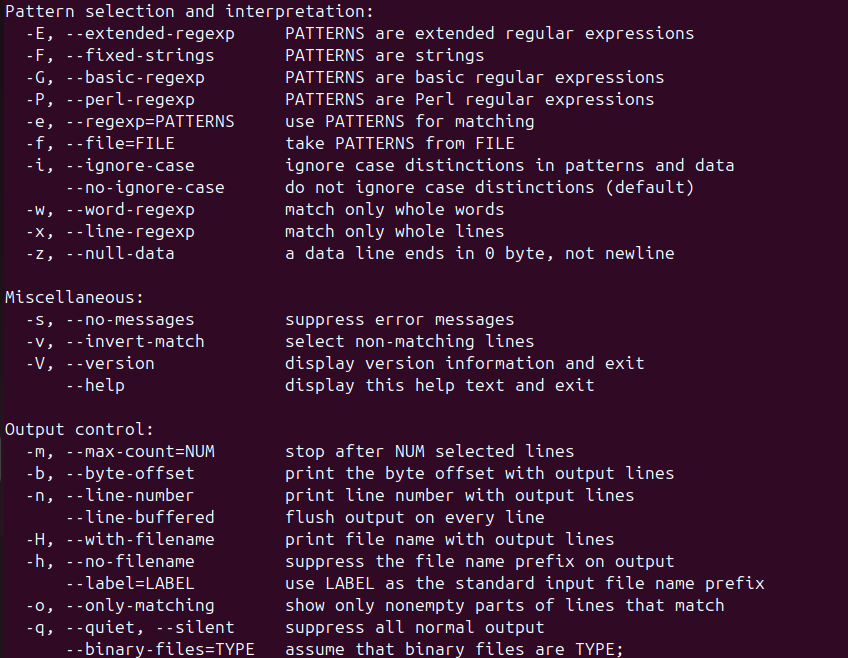 Pattern selection and interpretation:
  -E, --extended-regexp     PATTERNS are extended regular expressions
  -F, --fixed-strings       PATTERNS are strings
  -G, --basic-regexp        PATTERNS are basic regular expressions
  -P, --perl-regexp         PATTERNS are Perl regular expressions
  -e, --regexp=PATTERNS     use PATTERNS for matching
  -f, --file=FILE           take PATTERNS from FILE
  -i, --ignore-case         ignore case distinctions in patterns and data
      --no-ignore-case      do not ignore case distinctions (default)
  -w, --word-regexp         match only whole words
  -x, --line-regexp         match only whole lines
  -z, --null-data           a data line ends in 0 byte, not newline

Miscellaneous:
  -s, --no-messages         suppress error messages
  -v, --invert-match        select non-matching lines
  -V, --version             display version information and exit
      --help                display this help text and exit

Output control:
  -m, --max-count=NUM       stop after NUM selected lines
  -b, --byte-offset         print the byte offset with output lines
  -n, --line-number         print line number with output lines
      --line-buffered       flush output on every line
  -H, --with-filename       print file name with output lines
  -h, --no-filename         suppress the file name prefix on output
      --label=LABEL         use LABEL as the standard input file name prefix
  -o, --only-matching       show only nonempty parts of lines that match
  -q, --quiet, --silent     suppress all normal output
      --binary-files=TYPE   assume that binary files are TYPE;